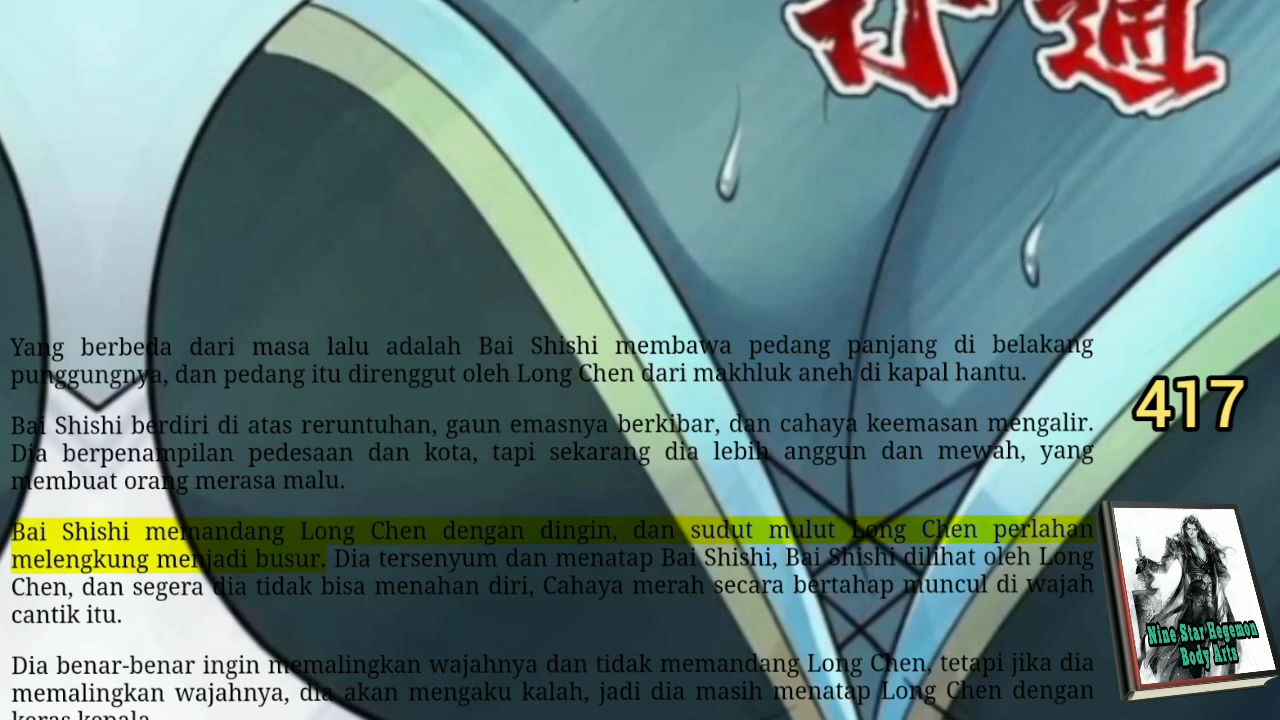 通
Yang berbeda dari masa lalu adalah Bai Shishi membawa pedang panjang di belakang
punggungnya, dan pedang itu direnggut oleh Long Chen dari makhluk aneh di kapal hantu.
417
Bai Shishi berdiri di atas reruntuhan, gaun emasnya berkibar, dan cahaya keemasan mengalir.
Dia berpenampilan pedesaan dan kota, tapi sekarang dia lebih anggun dan mewah, yang
membuat orang merasa malu.
Bai Shishi memandang Long Chen dengan dingin, dan sudut mulut Long Chen perlahan
melengkung menjadi busur. Dia tersenyum dan menatap Bai Shishi, Bai Shishi dilihat oleh Long
Chen, dan segera dia tidak bisa menahan diri, Cahaya merah secara bertahap muncul di wajah
cantik itu.
Nine Star Hegemon
Body Arts
Dia benar-benar ingin memalingkan wajahnya dan tidak memandang Long Chen, tetapi jika dia
memalingkan wajahnya, dia akan mengaku kalah, jadi dia masih menatap Long Chen dengan
keras kepala